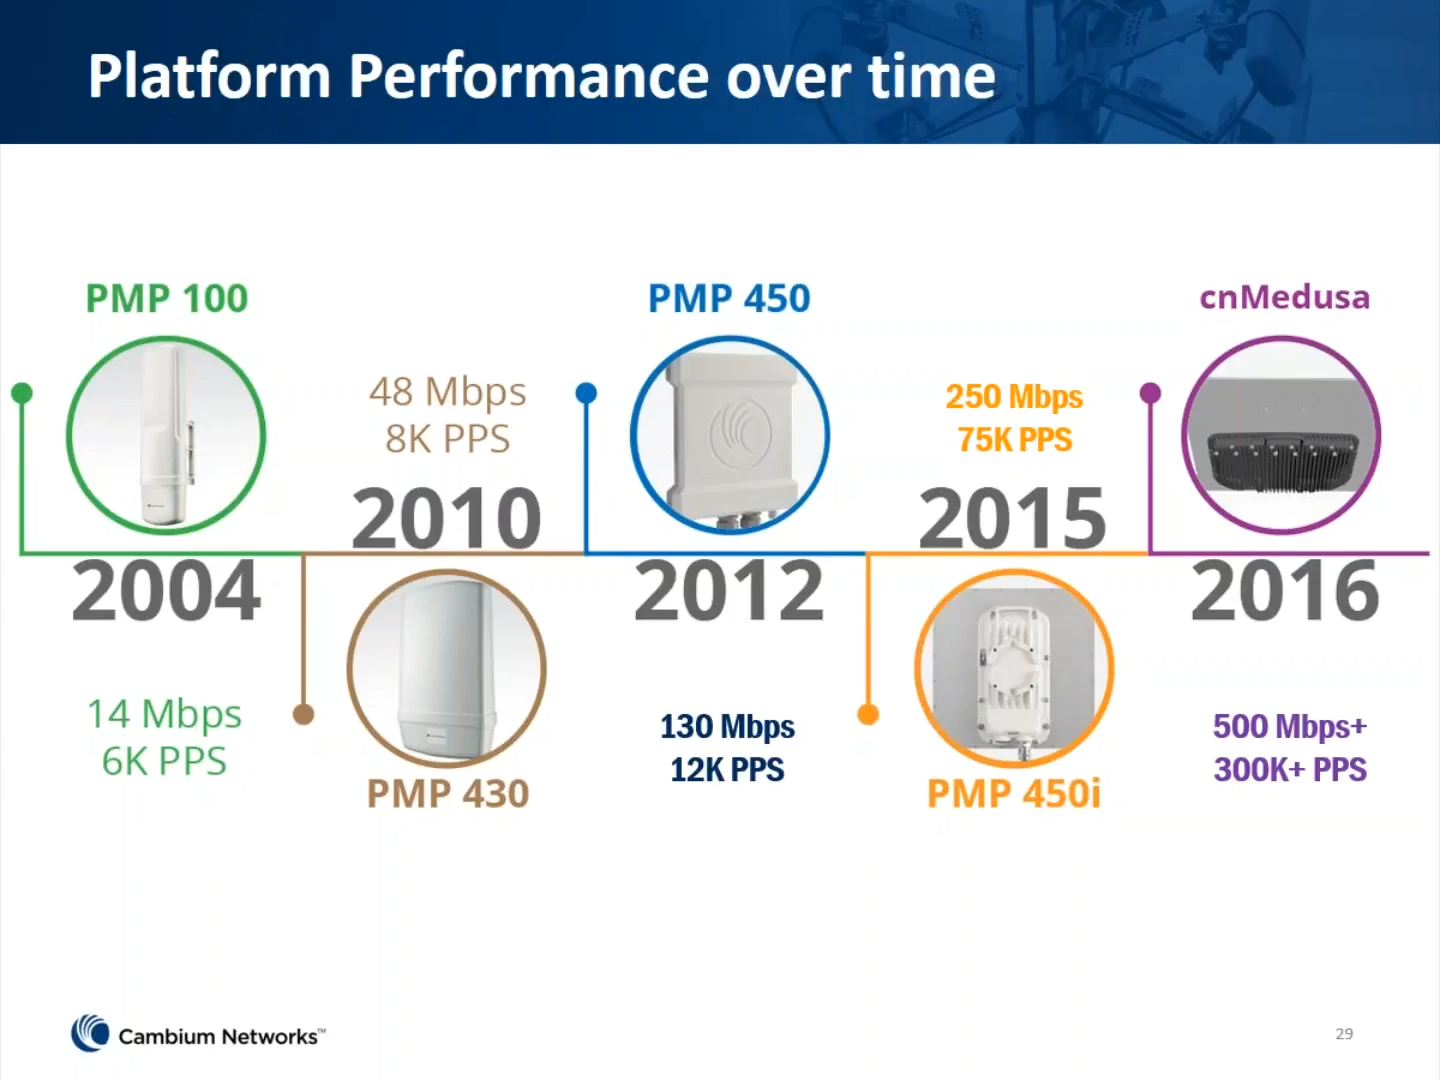 Platform Performance over time
PMP 100
2004
14 Mbps
6K PPS
48 Mbps
8K PPS
2010
PMP 430
PMP 450
2012
130 Mbps
12K PPS
250 Mbps
75K PPS
2015
PMP 450i
cnMedusa
2016
500 Mbps+
300K+ PPS
Cambium Networks™
29